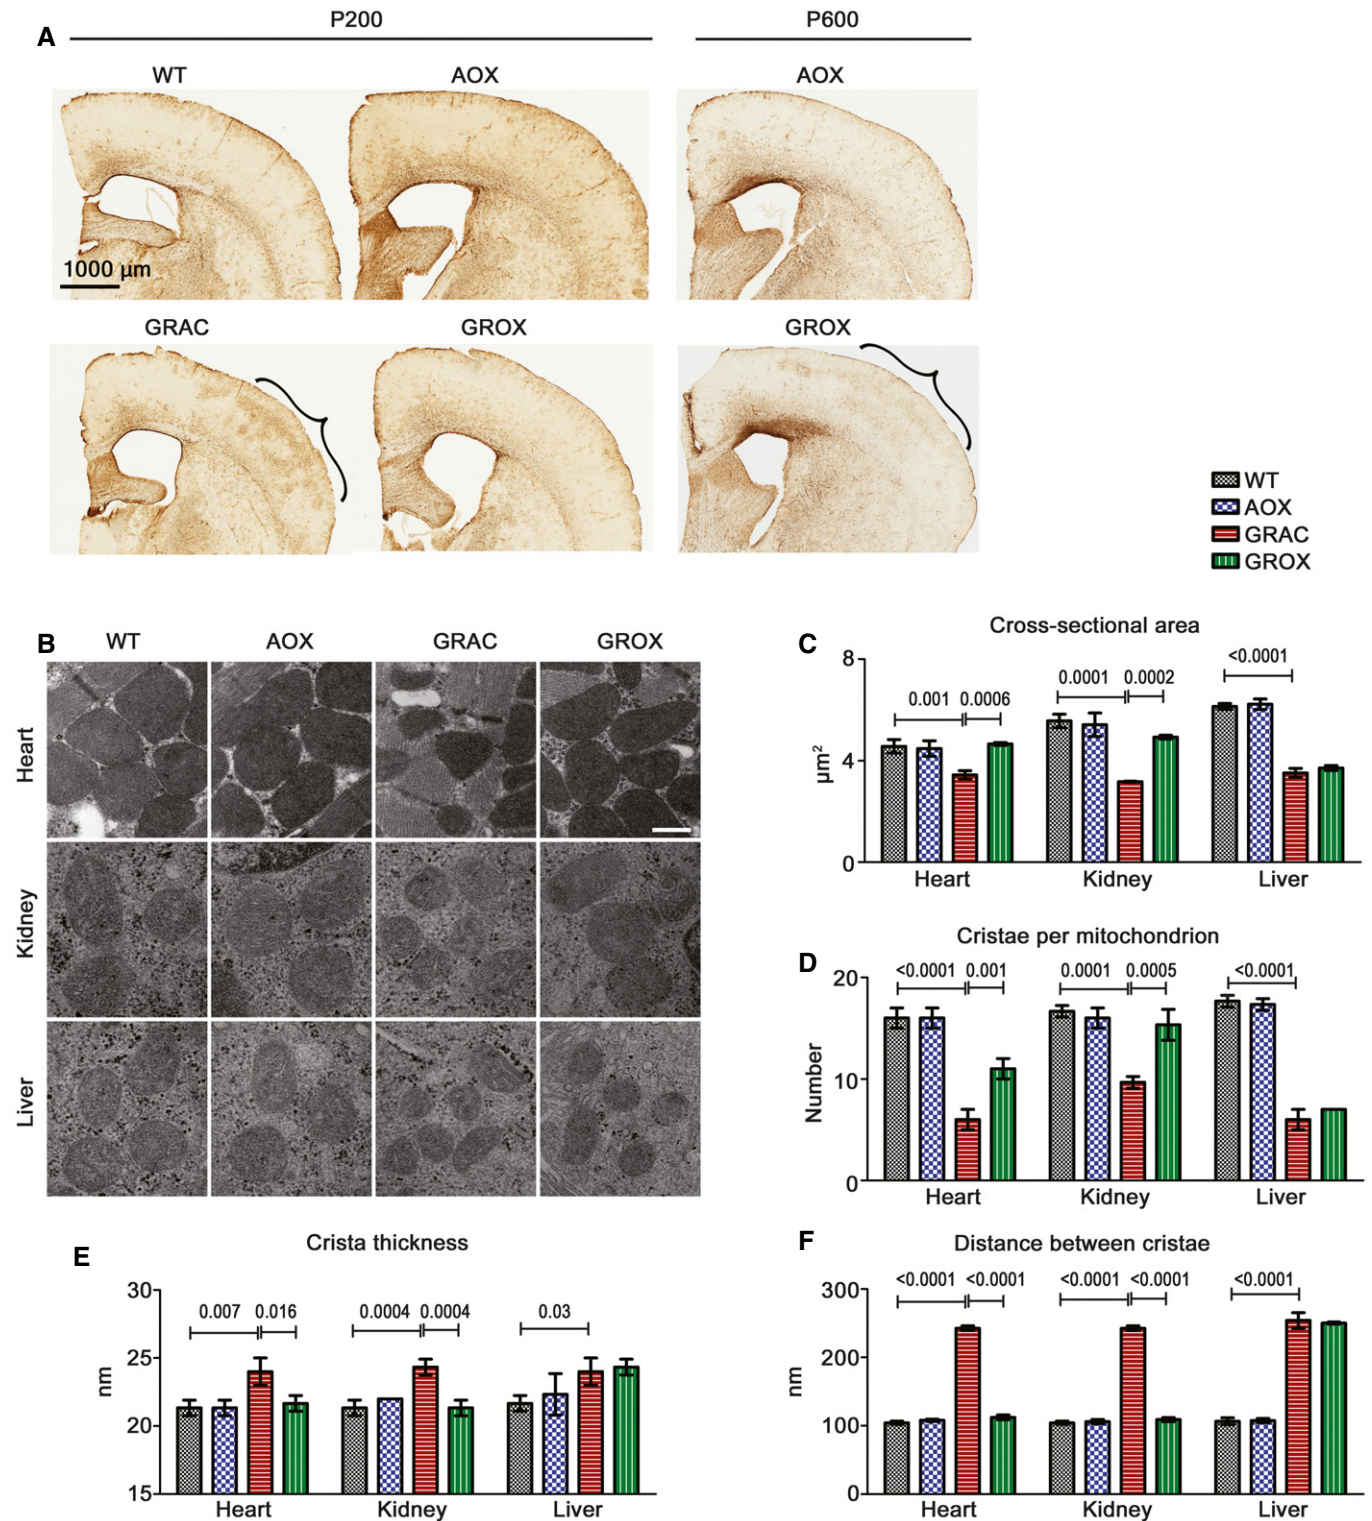 A
P200
P600
WT
AOX
AOX
1000 µm
GRAC
GROX
GROX
WT
AOX
GRAC
GROX
B
WT
AOX
GRAC
GROX
Heart
Kidney
Liver
C
Cross-sectional area
8
4
0
µm²
0.001
0.0006
0.0001
0.0002
<0.0001
Heart
Kidney
Liver
D
Cristae per mitochondrion
20
10
0
Number
<0.0001
0.001
0.0001
0.0005
<0.0001
Heart
Kidney
Liver
E
Crista thickness
30
25
20
15
nm
0.007
0.016
0.0004
0.0004
0.03
Heart
Kidney
Liver
F
Distance between cristae
300
200
100
0
nm
<0.0001
<0.0001
<0.0001
<0.0001
<0.0001
Heart
Kidney
Liver